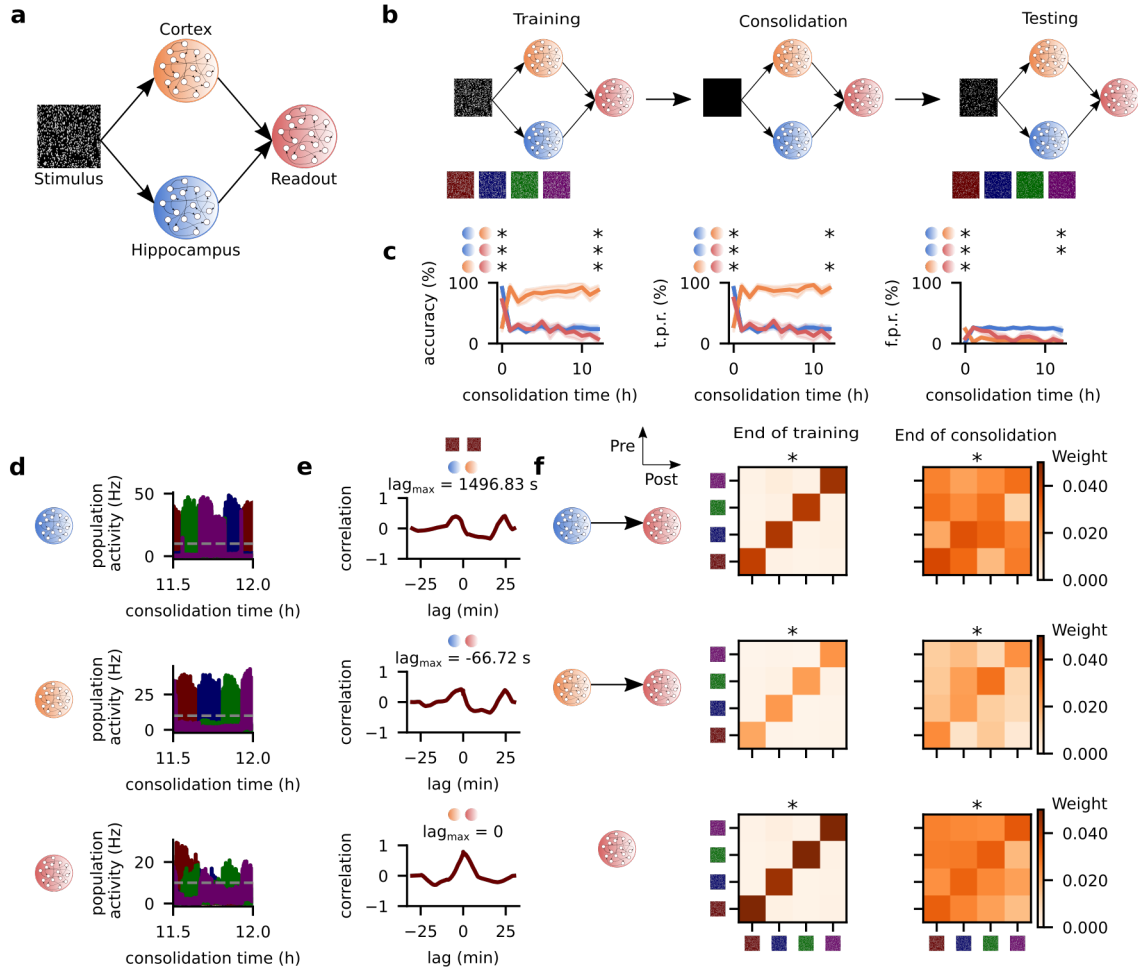 a
Cortex
Stimulus
Readout
Hippocampus
b
Training
Consolidation
Testing
c
* *
* *
* *
accuracy (%)
100
0
0 10
consolidation time (h)
* *
*
* *
t.p.r. (%)
100
0
0 10
consolidation time (h)
* 
* *
*
f.p.r. (%)
100
0
0 10
consolidation time (h)
d
population
activity (Hz)
50
25
0
11.5 12.0
consolidation time (h)
population
activity (Hz)
25
0
11.5 12.0
consolidation time (h)
population
activity (Hz)
20
0
11.5 12.0
consolidation time (h)
e
lagmax = 1496.83 s
correlation
1
0
−1
−25 0 25
lag (min)
lagmax = -66.72 s
correlation
1
0
−1
−25 0 25
lag (min)
lagmax = 0
correlation
1
0
−1
−25 0 25
lag (min)
f
Pre
Post
End of training
End of consolidation
* *
Weight
0.040
0.020
0.000
* *
Weight
0.040
0.020
0.000
* *
Weight
0.040
0.020
0.000